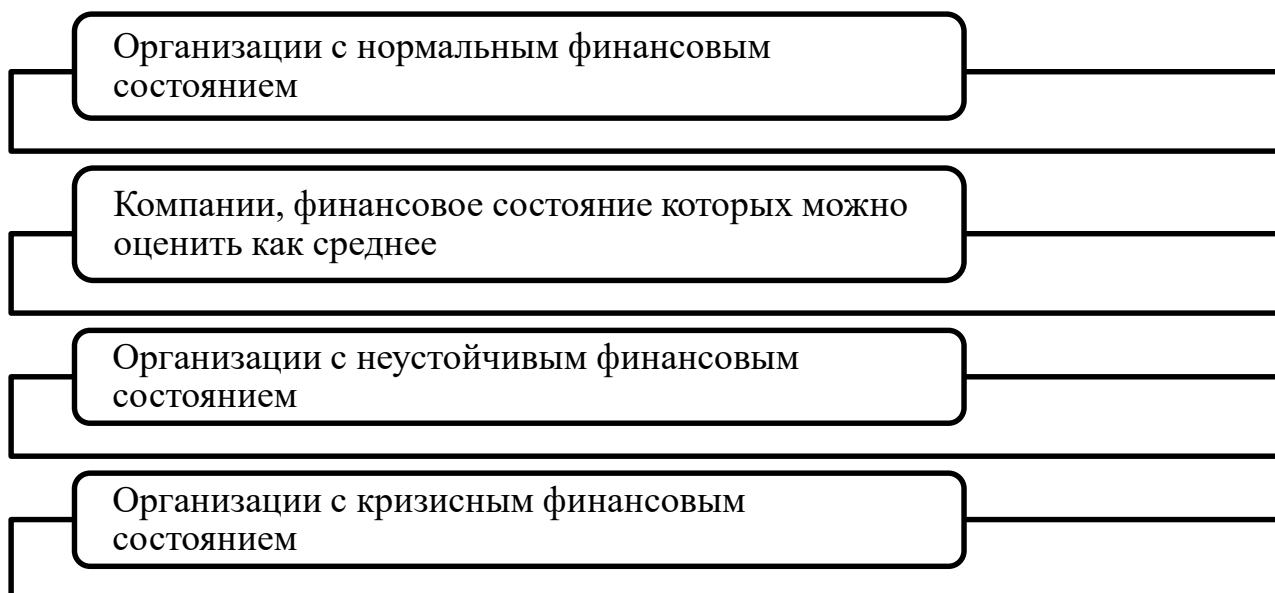 Организации с нормальным финансовым
состоянием
Компании, финансовое состояние которых можно
оценить как среднее
Организации с неустойчивым финансовым
состоянием
Организации с кризисным финансовым
состоянием